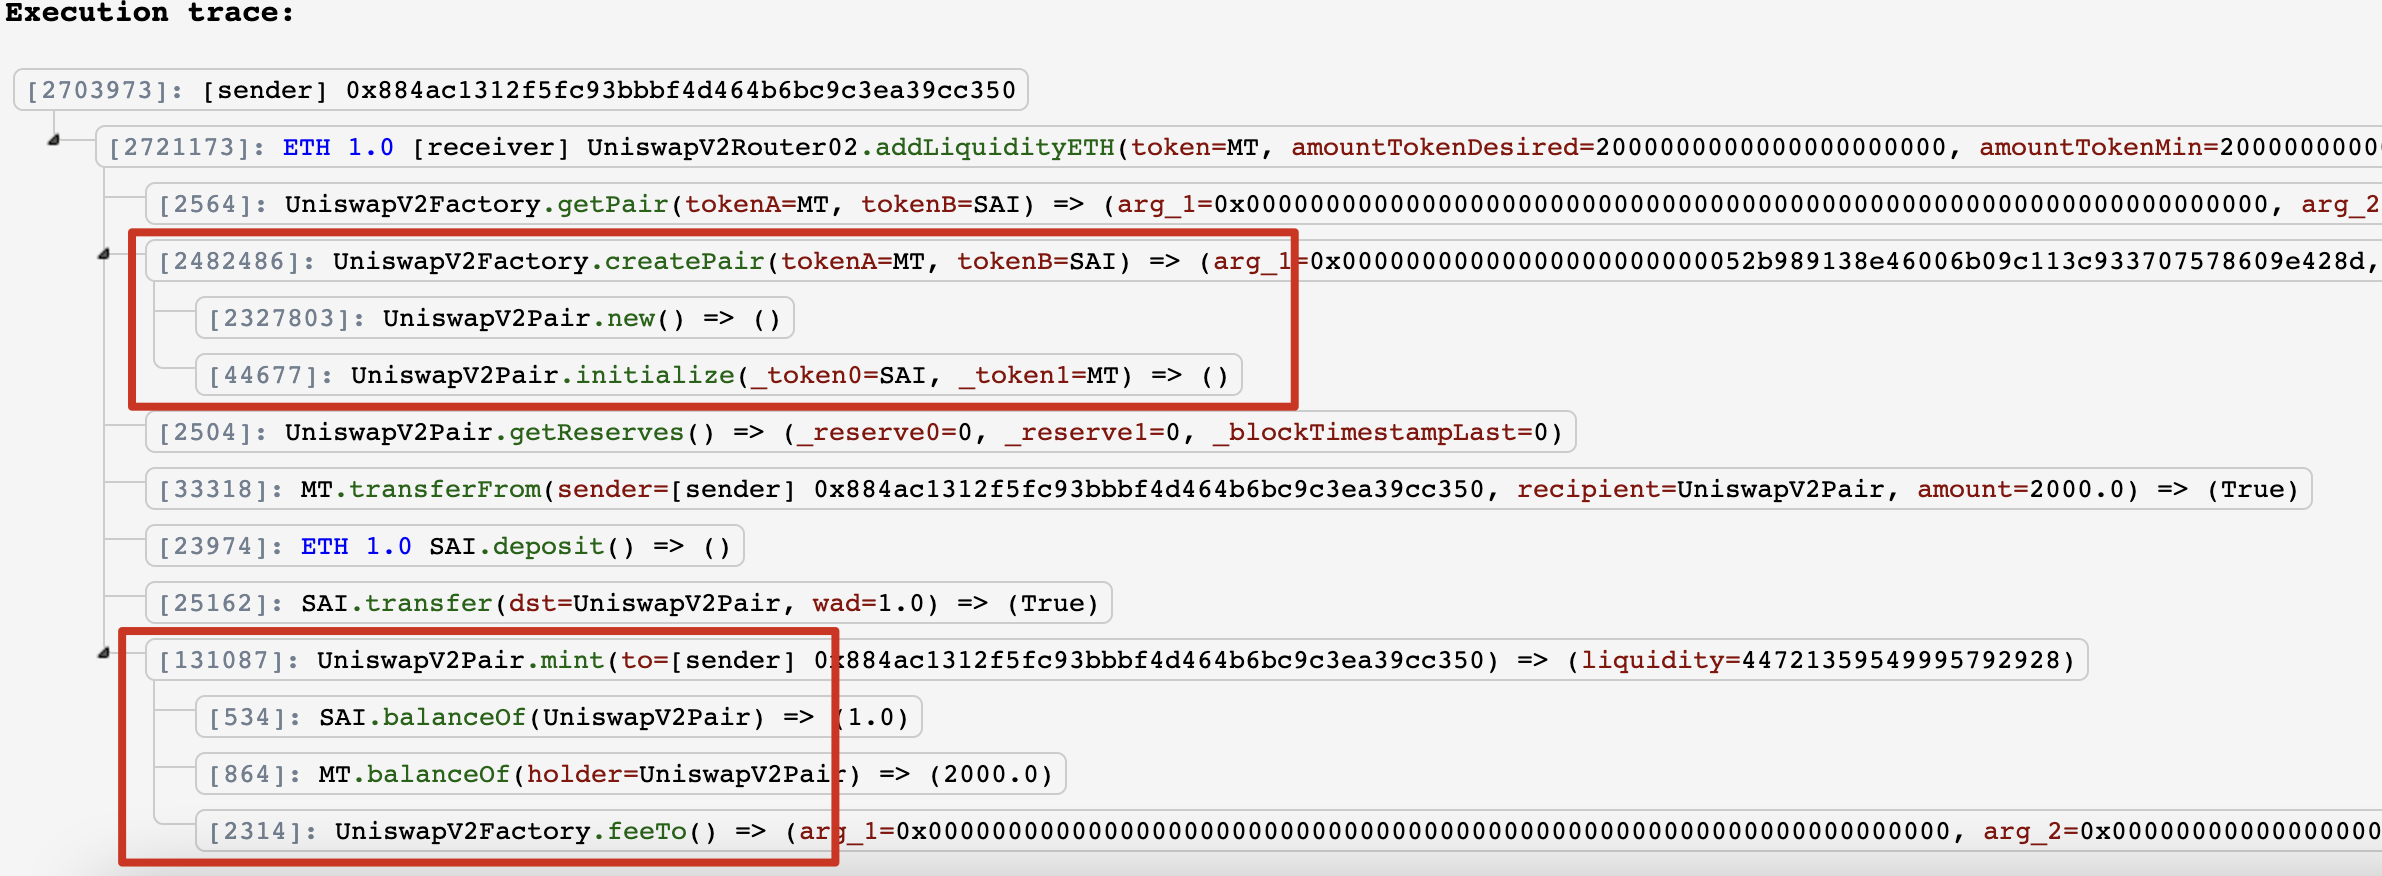 Execution trace:
[2703973]: [sender] 0x884ac1312f5fc93bbbf4d464b6bc9c3ea39cc350
[2721173]: ETH 1.0 [receiver] UniswapV2Router02.addLiquidityETH(token=MT, amountTokenDesired=2000000000000000000000, amountTokenMin=2000000000
[2564]: UniswapV2Factory.getPair(tokenA=MT, tokenB=SAI) => (arg_1=0x0000000000000000000000000000000000000000000000000000000000000000, arg_2
[2482486]: UniswapV2Factory.createPair(tokenA=MT, tokenB=SAI) => (arg_1=0x00000000000000000000000052b989138e46006b09c113c933707578609e428d,
[2327803]: UniswapV2Pair.new() => ()
[44677]: UniswapV2Pair.initialize(_token0=SAI, _token1=MT) => ()
[2504]: UniswapV2Pair.getReserves() => (_reserve0=0, _reserve1=0, _blockTimestampLast=0)
[33318]: MT.transferFrom(sender=[sender] 0x884ac1312f5fc93bbbf4d464b6bc9c3ea39cc350, recipient=UniswapV2Pair, amount=2000.0) => (True)
[23974]: ETH 1.0 SAI.deposit() => ()
[25162]: SAI.transfer(dst=UniswapV2Pair, wad=1.0) => (True)
[131087]: UniswapV2Pair.mint(to=[sender] 0x884ac1312f5fc93bbbf4d464b6bc9c3ea39cc350) => (liquidity=44721359549995792928)
[534]: SAI.balanceOf(UniswapV2Pair) => (1.0)
[864]: MT.balanceOf(holder=UniswapV2Pair) => (2000.0)
[2314]: UniswapV2Factory.feeTo() => (arg_1=0x0000000000000000000000000000000000000000000000000000000000000000, arg_2=0x00000000000000000